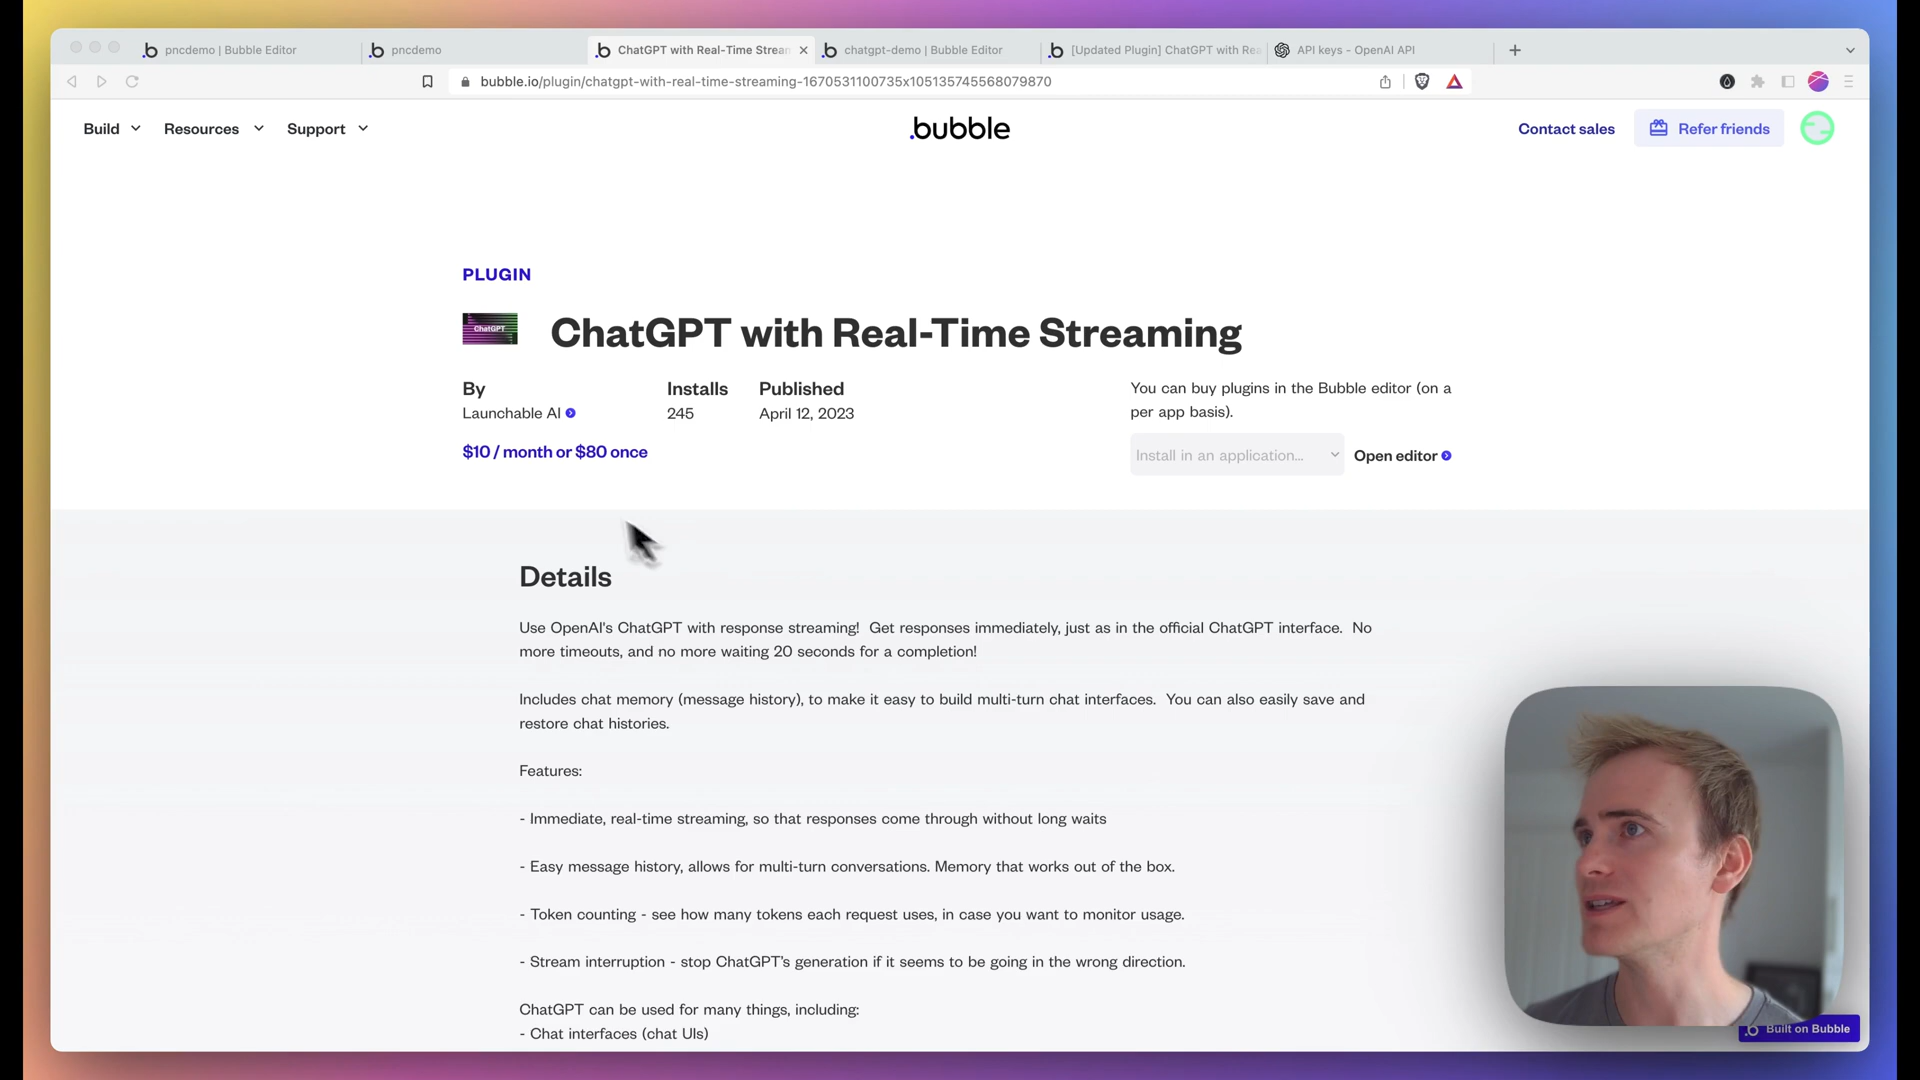 pncdemo | Bubble Editor
pncdemo
ChatGPT with Real-Time Strean
chatgpt-demo | Bubble Editor
[Updated Plugin] ChatGPT with Rea
API keys - OpenAI API
bubble.io/plugin/chatgpt-with-real-time-streaming-1670531100735x105135745568079870
Build
Resources
Support
.bubble
Contact sales
Refer friends
PLUGIN
ChatGPT
ChatGPT with Real-Time Streaming
By
Installs
Published
Launchable AI
245
April 12, 2023
You can buy plugins in the Bubble editor (on a
per app basis).
$10 / month or $80 once
Install in an application...
Open editor
Details
Use OpenAI's ChatGPT with response streaming!  Get responses immediately, just as in the official ChatGPT interface.  No
more timeouts, and no more waiting 20 seconds for a completion!
Includes chat memory (message history), to make it easy to build multi-turn chat interfaces.  You can also easily save and
restore chat histories.
Features:
- Immediate, real-time streaming, so that responses come through without long waits
- Easy message history, allows for multi-turn conversations. Memory that works out of the box.
- Token counting - see how many tokens each request uses, in case you want to monitor usage.
- Stream interruption - stop ChatGPT's generation if it seems to be going in the wrong direction.
ChatGPT can be used for many things, including:
- Chat interfaces (chat UIs)
Built on Bubble